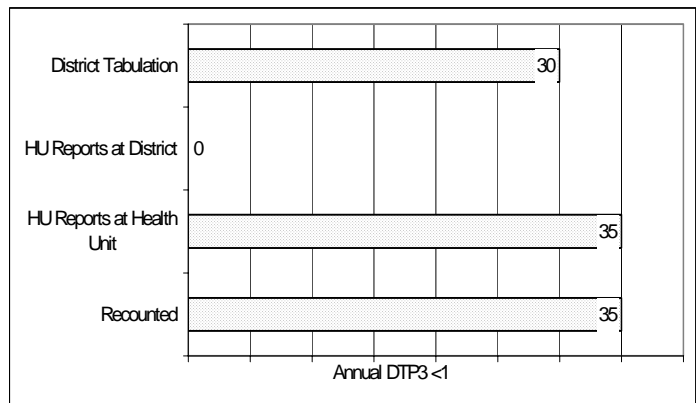 District Tabulation
30
HU Reports at District
0
HU Reports at Health
Unit
35
Recounted
35
Annual DTP3 <1